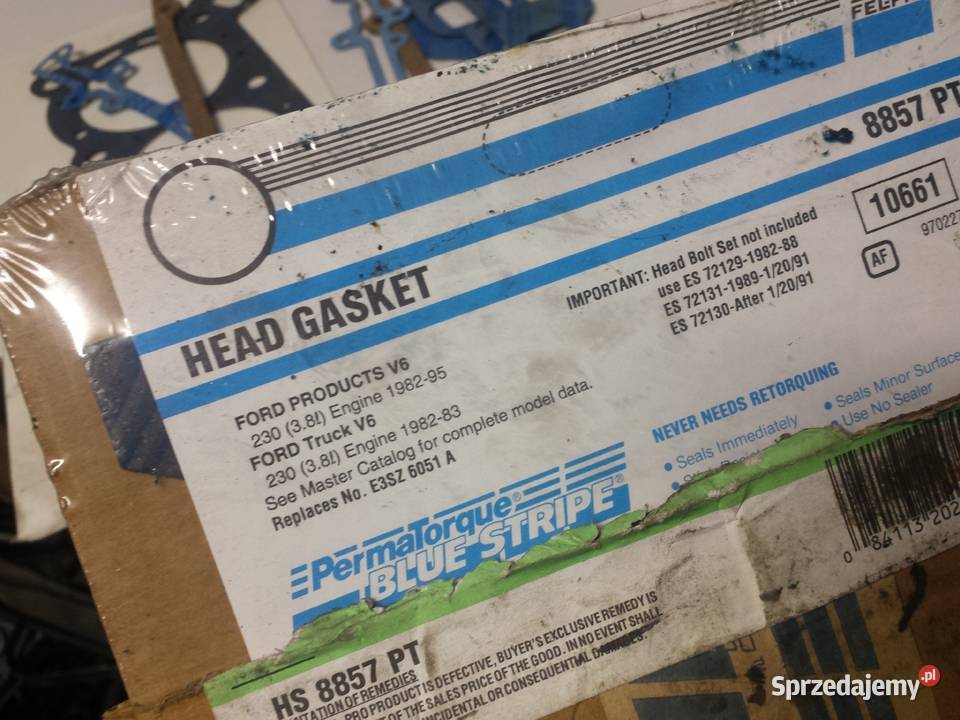 8857 PT
10661
AF
HEAD GASKET
IMPORTANT: Head Bolt Set not included
use ES 72129-1982-88
ES 72131-1989-1/20/91
ES 72130-After 1/20/91
FORD PRODUCTS V6
230 (3.8ℓ) Engine 1982-95
FORD Truck V6
230 (3.8ℓ) Engine 1982-83
See Master Catalog for complete model data.
Replaces No. E3SZ 6051 A
NEVER NEEDS RETORQUING
• Seals Immediately
• Seals Minor Surface
• Use No Sealer
PermaTorque®
BLUE STRIPE®
HS 8857 PT
OF REMEDIES
PRODUCT IS DEFECTIVE, BUYER'S EXCLUSIVE REMEDY IS
OF THE SALES PRICE OF THE GOOD. IN NO EVENT SHALL
INCIDENTAL OR CONSEQUENTIAL DAMAGES.
0 84113 202
Sprzedajemy.pl